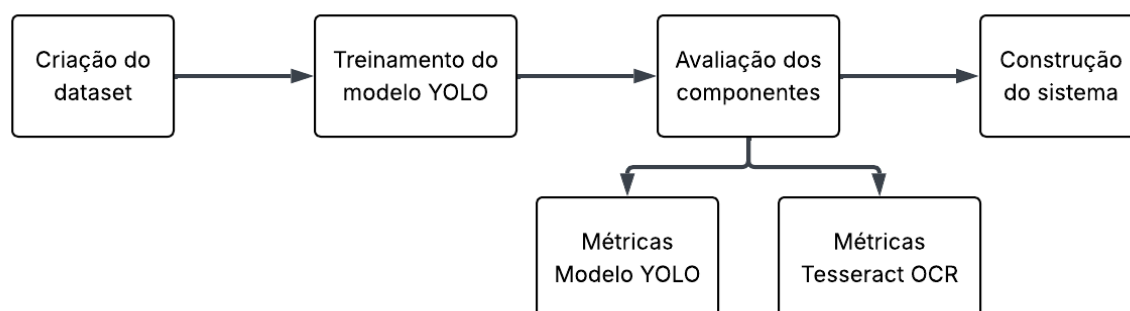 Criação do
dataset
Treinamento do
modelo YOLO
Avaliação dos
componentes
Construção
do sistema
Métricas
Modelo YOLO
Métricas
Tesseract OCR